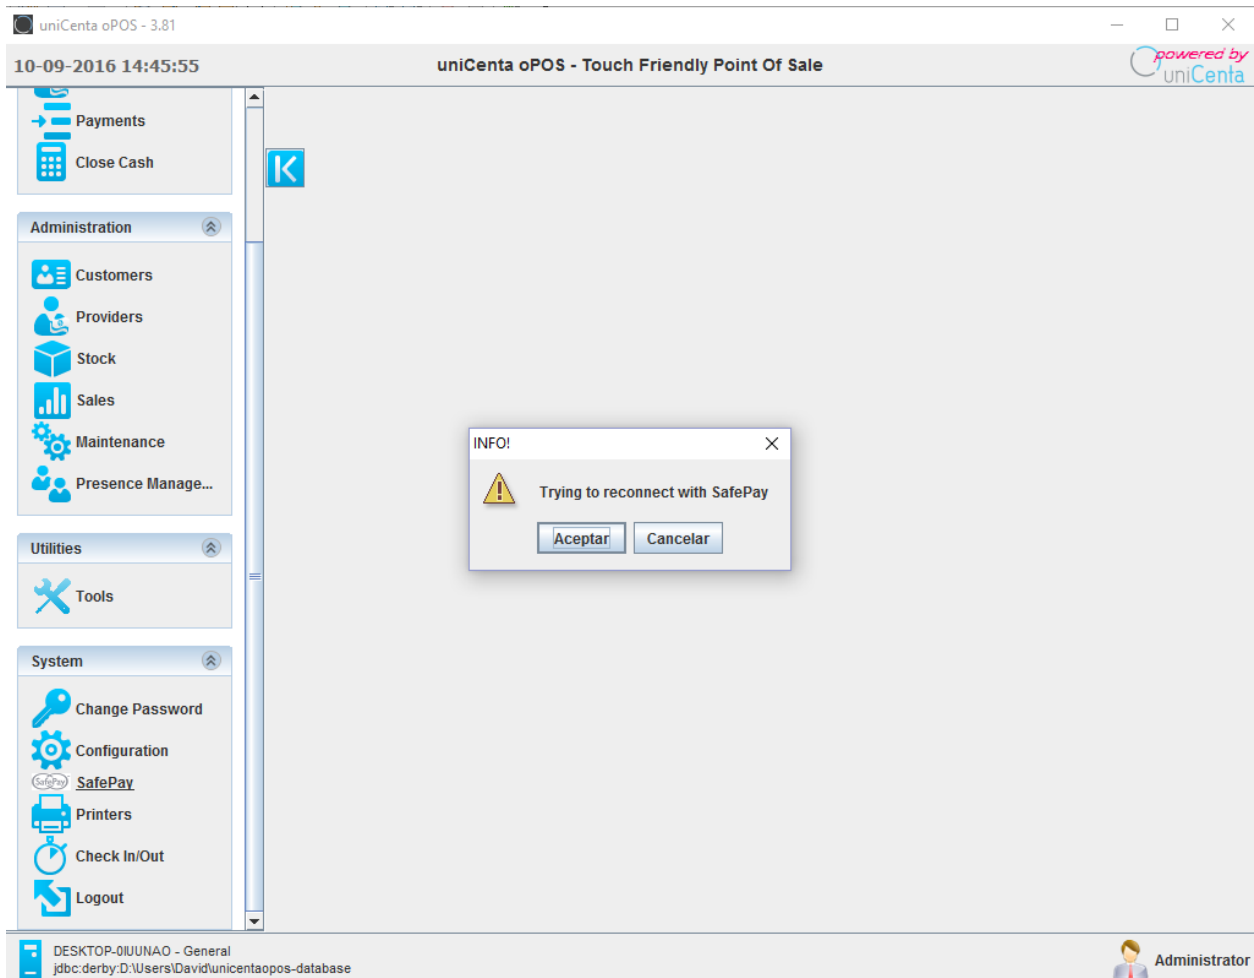 uniCenta oPOS - 3.81
10-09-2016 14:45:55
uniCenta oPOS - Touch Friendly Point Of Sale
powered by
uniCenta
Payments
Close Cash
Administration
Customers
Providers
Stock
Sales
Maintenance
Presence Manage...
INFO!
Trying to reconnect with SafePay
Aceptar
Cancelar
Utilities
Tools
System
Change Password
Configuration
SafePay
SafePay
Printers
Check In/Out
Logout
DESKTOP-0IUUNAO - General
jdbc:derby:D:\Users\David\unicentaopos-database
Administrator